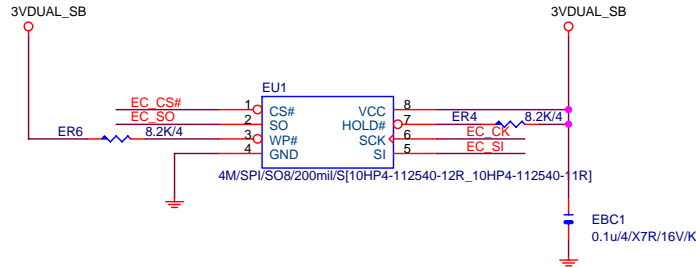 3VDUAL_SB
3VDUAL_SB
EU1
EC_CS#
1
CS#
VCC
8
EC_SO
2
SO
HOLD#
7
ER4
8.2K/4
ER6
8.2K/4
3
WP#
SCK
6
EC_CK
4
GND
SI
5
EC_SI
4M/SPI/SO8/200mil/S[10HP4-112540-12R_10HP4-112540-11R]
EBC1
0.1u/4/X7R/16V/K